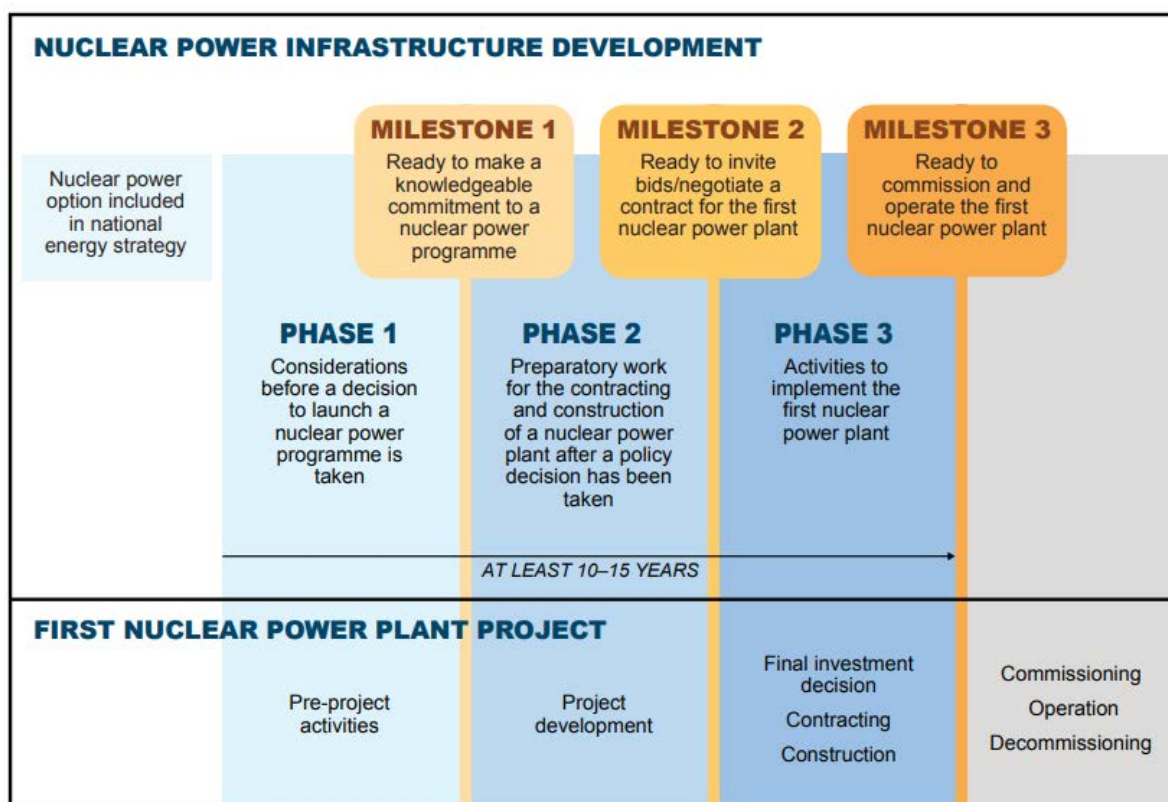 NUCLEAR POWER INFRASTRUCTURE DEVELOPMENT
Nuclear power
option included
in national
energy strategy
MILESTONE 1
Ready to make a
knowledgeable
commitment to a
nuclear power
programme
MILESTONE 2
Ready to invite
bids/negotiate a
contract for the first
nuclear power plant
MILESTONE 3
Ready to
commission and
operate the first
nuclear power plant
PHASE 1
Considerations
before a decision
to launch a
nuclear power
programme is
taken
PHASE 2
Preparatory work
for the contracting
and construction
of a nuclear power
plant after a policy
decision has been
taken
PHASE 3
Activities to
implement the
first nuclear
power plant
AT LEAST 10–15 YEARS
FIRST NUCLEAR POWER PLANT PROJECT
Pre-project
activities
Project
development
Final investment
decision
Contracting
Construction
Commissioning
Operation
Decommissioning